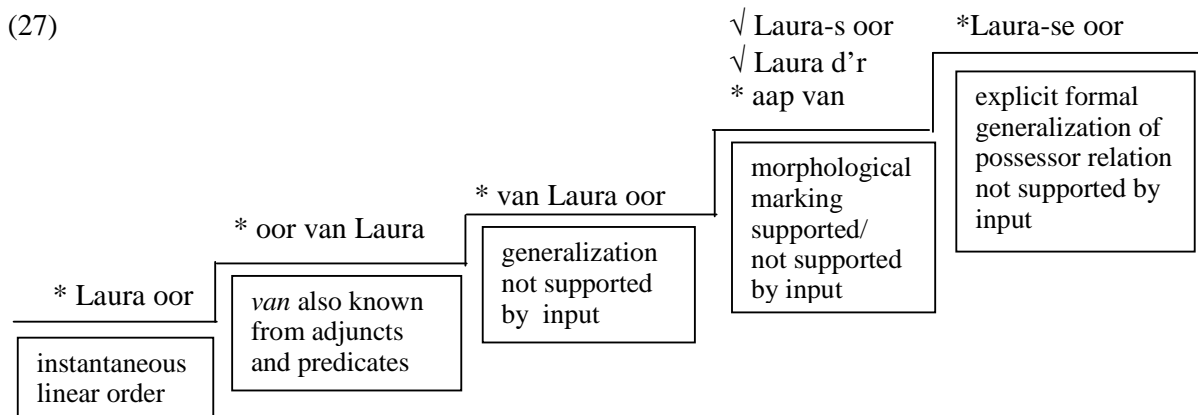 (27)
* Laura oor
instantaneous
linear order
* oor van Laura
van also known
from adjuncts
and predicates
* van Laura oor
generalization
not supported
by input
√ Laura-s oor
√ Laura d’r
* aap van
morphological
marking
supported/
not supported
by input
*Laura-se oor
explicit formal
generalization of
possessor relation
not supported by
input